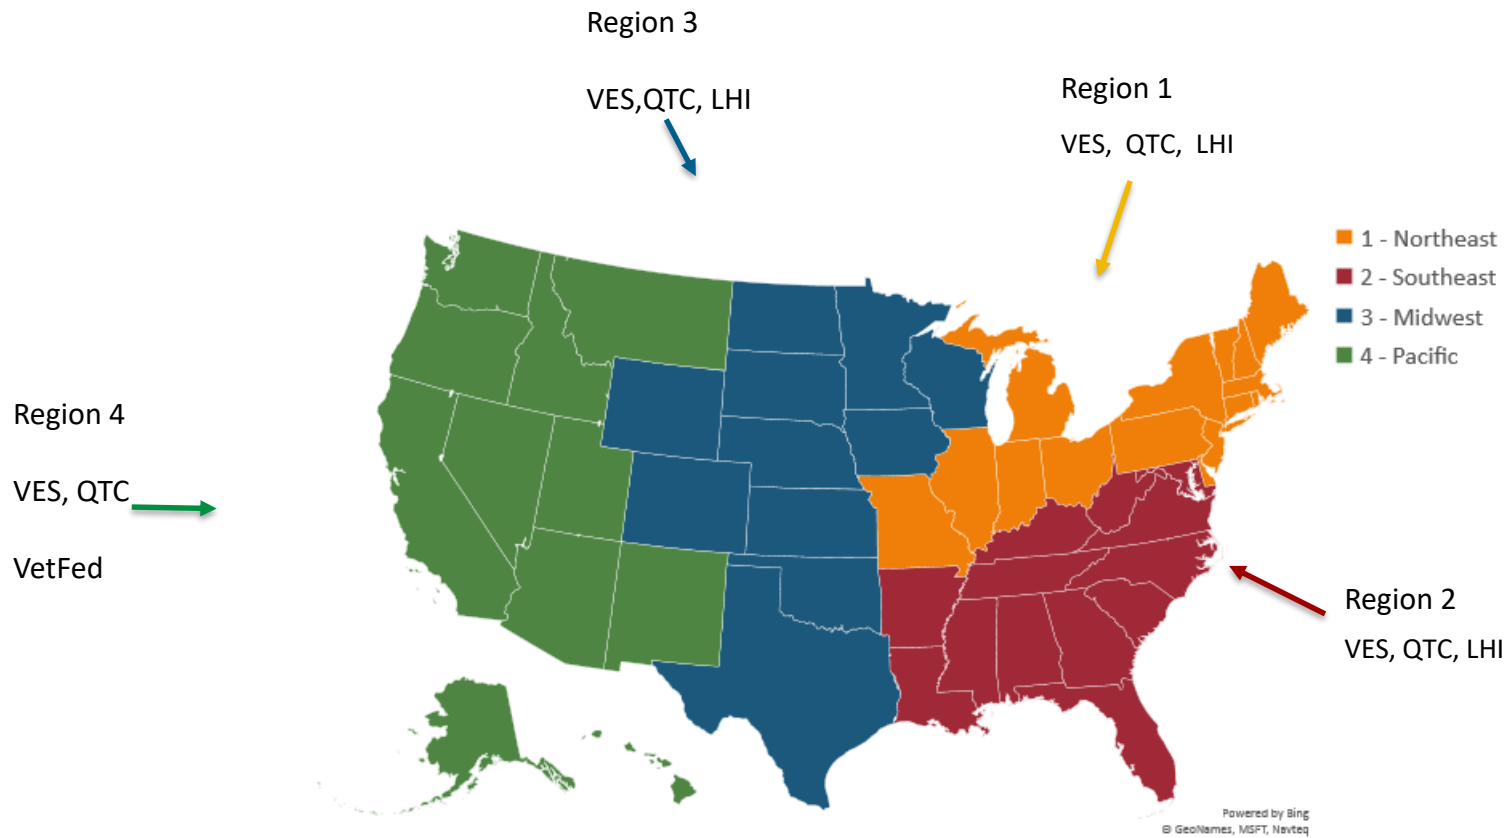 Region 3
VES,QTC, LHI
Region 1
VES, QTC, LHI
1 - Northeast
2 - Southeast
3 - Midwest
4 - Pacific
Region 4
VES, QTC
VetFed
Region 2
VES, QTC, LHI
Powered by Bing
© GeoNames, MSFT, Navteq